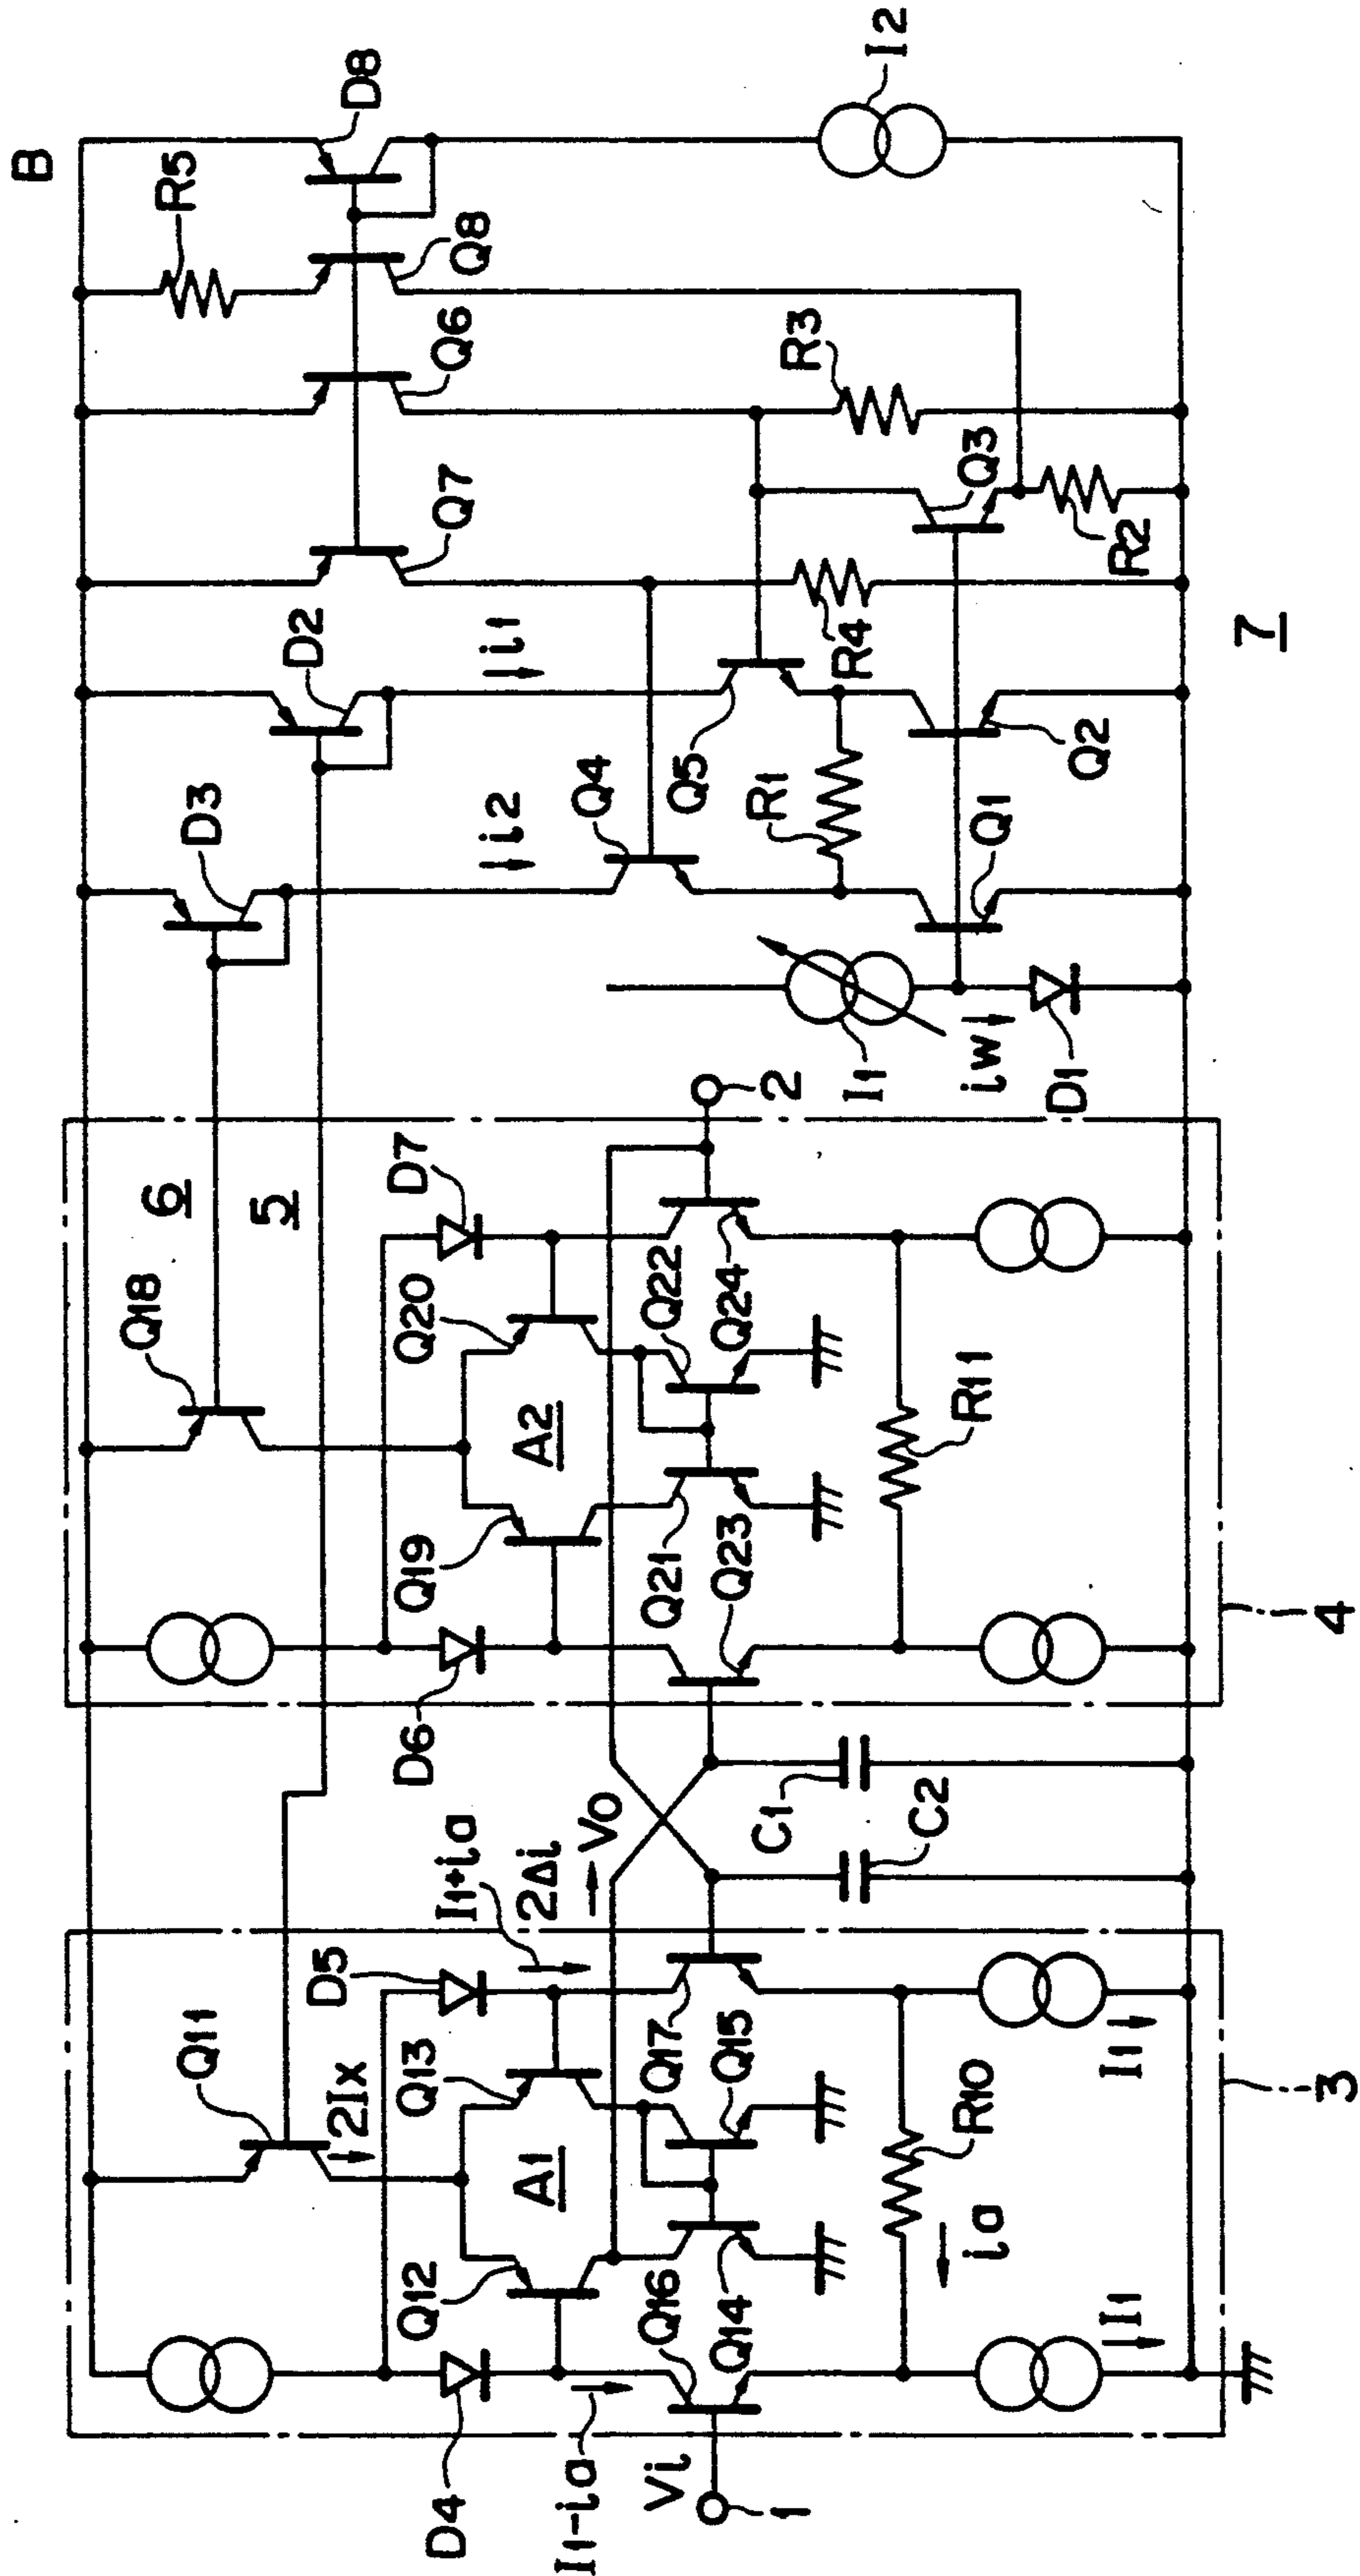 B
D8
R5
Q8
Q6
Q7
D2
D3
i1
i2
R3
Q3
R2
R4
Q5
Q4
R1
Q2
Q1
I1
iw
D1
I2
7
6
5
Q18
D7
Q20
Q19
D6
A2
Q22
Q24
Q21
Q23
R11
2
4
C1
C2
V0
2Δi
I1+ia
D5
Q11
2Ix
Q13
Q12
D4
A1
Q17
Q15
Q16
Q14
R10
ia
I1
I1
I1-ia
Vi
1
3